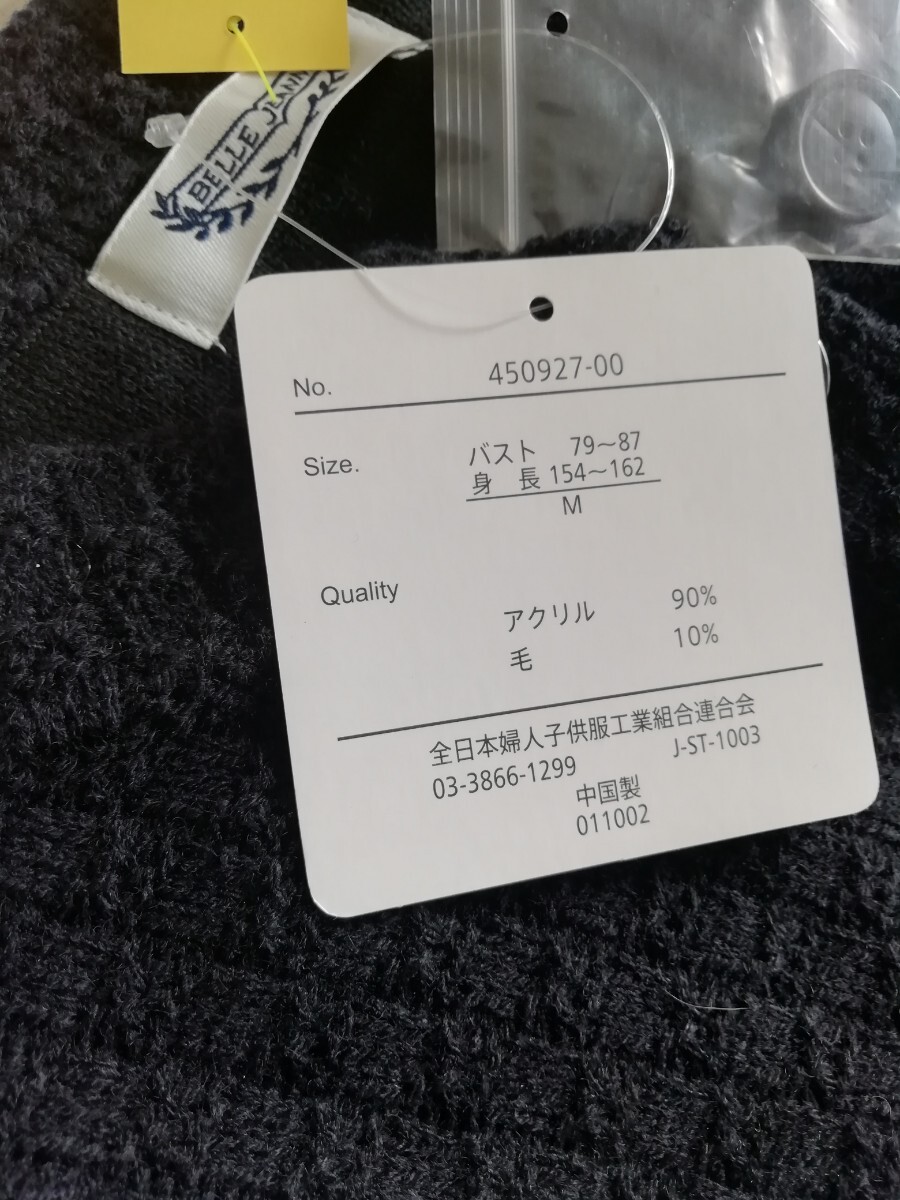 BELLE
No. 450927-00
Size. バスト 79～87
身 長 154～162
M
Quality
アクリル 90%
毛 10%
全日本婦人子供服工業組合連合会
03-3866-1299 J-ST-1003
中国製
011002